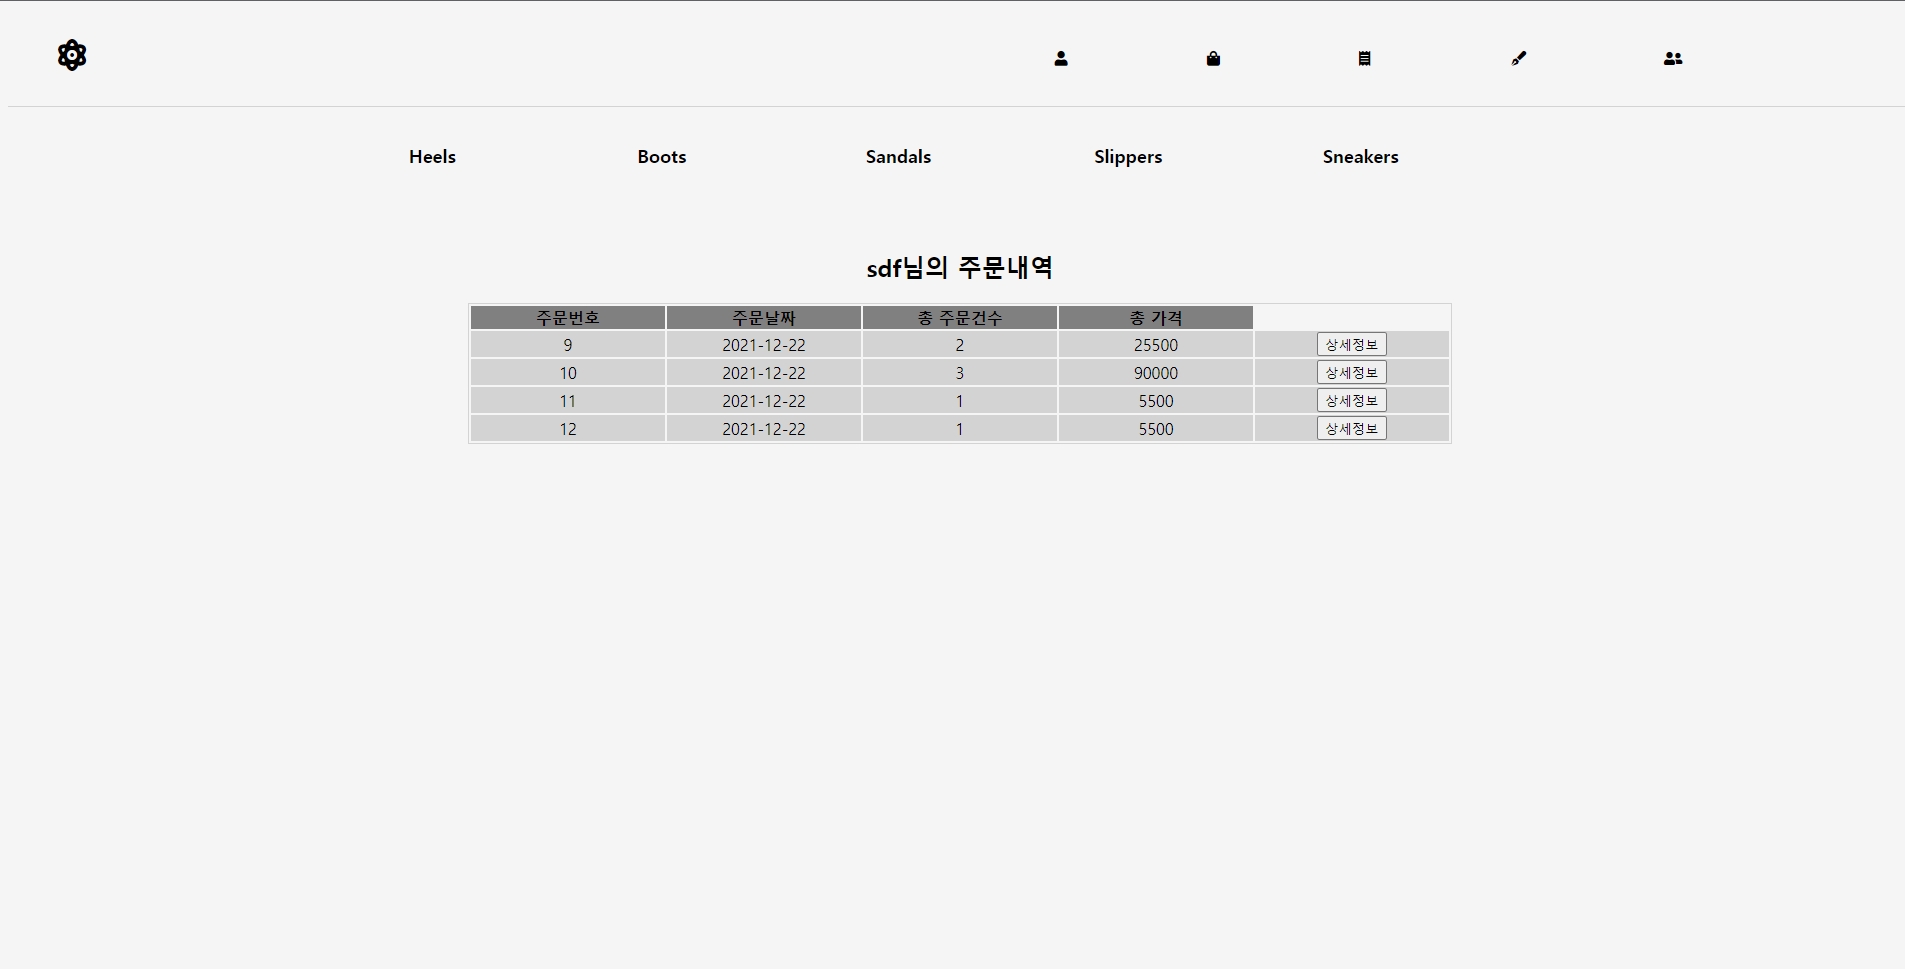 Heels Boots Sandals Slippers Sneakers
sdf님의 주문내역
주문번호 주문날짜 총 주문건수 총 가격
9 2021-12-22 2 25500 상세정보
10 2021-12-22 3 90000 상세정보
11 2021-12-22 1 5500 상세정보
12 2021-12-22 1 5500 상세정보